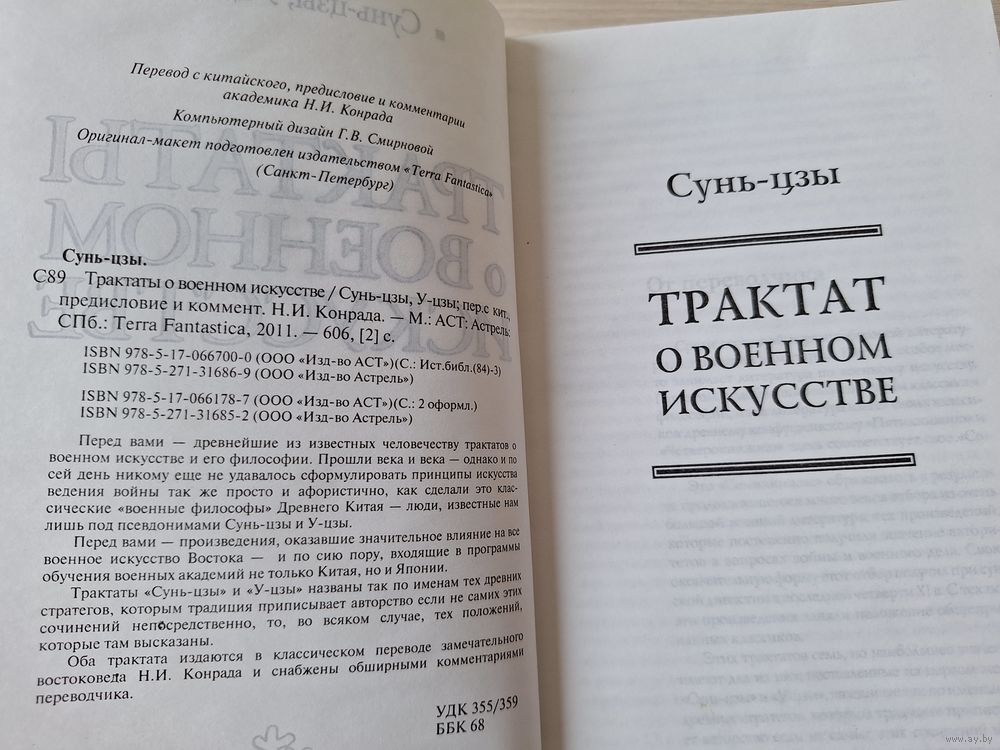 Перевод с китайского, предисловие и комментарии
академика Н.И. Конрада
Компьютерный дизайн Г.В. Смирновой
Оригинал-макет подготовлен издательством «Terra Fantastica»
(Санкт-Петербург)
Сунь-цзы.
С89 Трактаты о военном искусстве / Сунь-цзы, У-цзы; пер.с кит.,
предисловие и коммент. Н.И. Конрада. — М.: АСТ: Астрель;
СПб.: Terra Fantastica, 2011. — 606, [2] с.
ISBN 978-5-17-066700-0 (ООО «Изд-во АСТ»)(С.: Ист.библ.(84)-3)
ISBN 978-5-271-31686-9 (ООО «Изд-во Астрель»)
ISBN 978-5-17-066178-7 (ООО «Изд-во АСТ»)(С.: 2 оформл.)
ISBN 978-5-271-31685-2 (ООО «Изд-во Астрель»)
Перед вами — древнейшие из известных человечеству трактатов о
военном искусстве и его философии. Прошли века и века — однако и по
сей день никому еще не удавалось сформулировать принципы искусства
ведения войны так же просто и афористично, как сделали это клас-
сические «военные философы» Древнего Китая — люди, известные нам
лишь под псевдонимами Сунь-цзы и У-цзы.
Перед вами — произведения, оказавшие значительное влияние на все
военное искусство Востока — и по сию пору, входящие в программы
обучения военных академий не только Китая, но и Японии.
Трактаты «Сунь-цзы» и «У-цзы» названы так по именам тех древних
стратегов, которым традиция приписывает авторство если не самих этих
сочинений непосредственно, то, во всяком случае, тех положений,
которые там высказаны.
Оба трактата издаются в классическом переводе замечательного
востоковеда Н.И. Конрада и снабжены обширными комментариями
переводчика.
УДК 355/359
ББК 68
Сунь-цзы
ТРАКТАТ
О ВОЕННОМ
ИСКУССТВЕ
www.ay.by